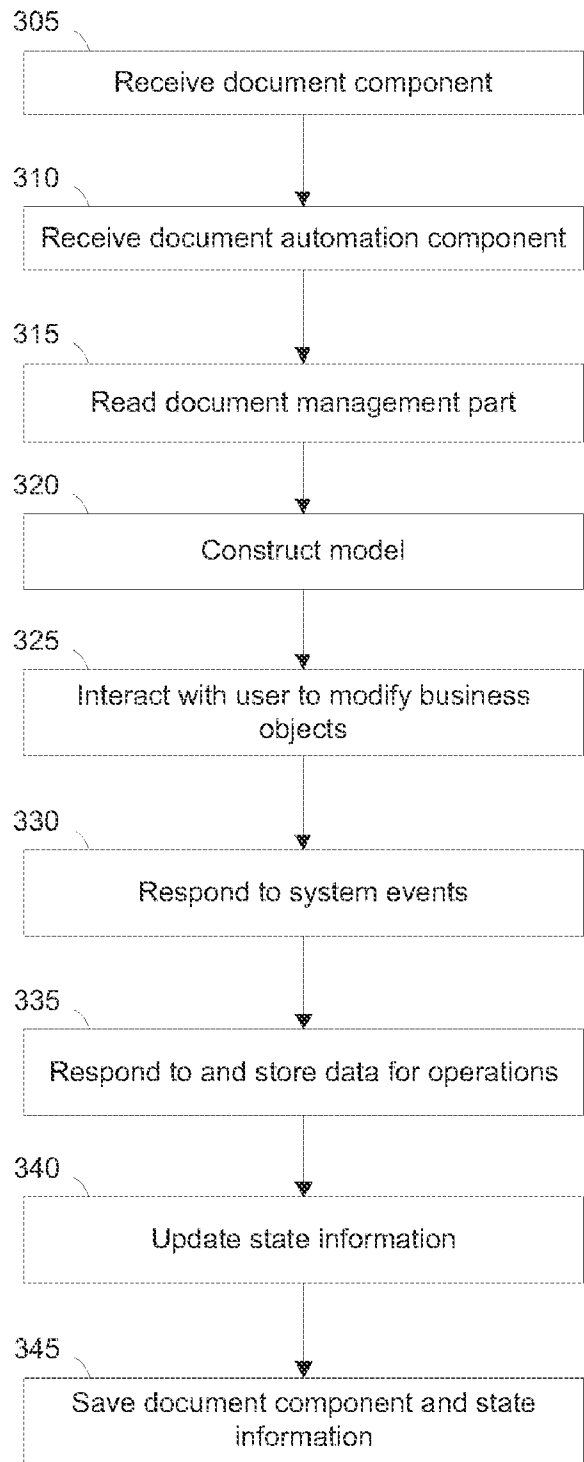 305
Receive document component
310
Receive document automation component
315
Read document management part
320
Construct model
325
Interact with user to modify business
objects
330
Respond to system events
335
Respond to and store data for operations
340
Update state information
345
Save document component and state
information